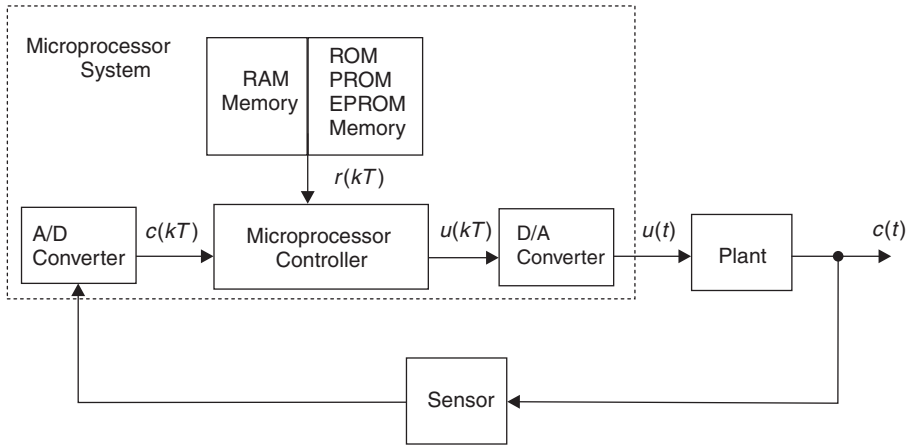 Microprocessor
System
RAM
Memory
ROM
PROM
EPROM
Memory
r(kT)
A/D
Converter
c(kT)
Microprocessor
Controller
u(kT)
D/A
Converter
u(t)
Plant
c(t)
Sensor